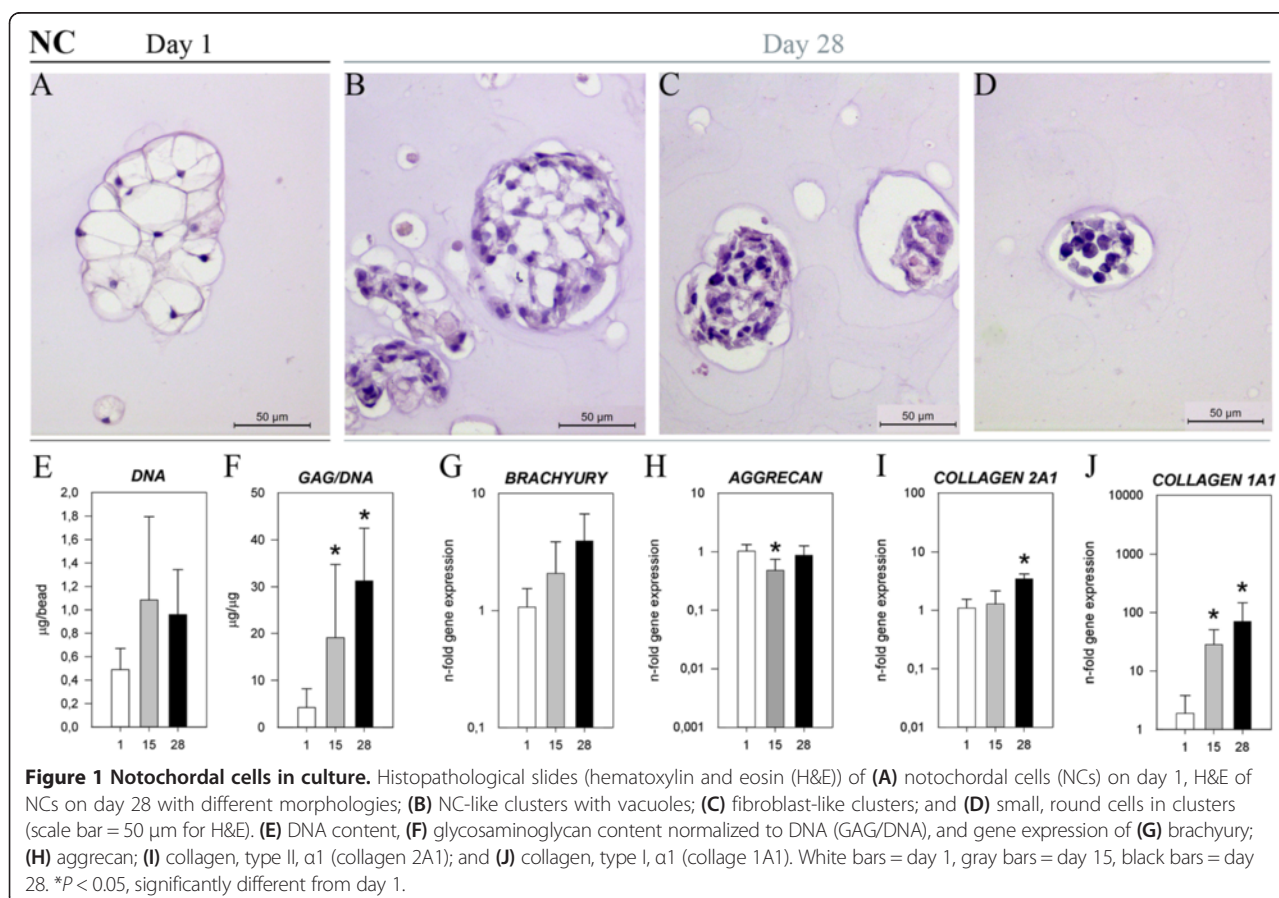 NC Day 1 Day 28
A B C D
50 µm 50 µm 50 µm 50 µm
E F G H I J
DNA GAG/DNA BRACHYURY AGGRECAN COLLAGEN 2A1 COLLAGEN 1A1
µg/bead
2,0
1,8
1,6
1,4
1,2
1,0
0,8
0,6
0,4
0,2
0,0
1 15 28
µg/µg
50
40
30
20
10
0
* *
1 15 28
n-fold gene expression
10
1
0,1
1 15 28
n-fold gene expression
10
1
0,1
0,01
0,001
*
1 15 28
n-fold gene expression
100
10
1
0,1
0,01
*
1 15 28
n-fold gene expression
10000
1000
100
10
1
* *
1 15 28
Figure 1 Notochordal cells in culture. Histopathological slides (hematoxylin and eosin (H&E)) of (A) notochordal cells (NCs) on day 1, H&E of
NCs on day 28 with different morphologies; (B) NC-like clusters with vacuoles; (C) fibroblast-like clusters; and (D) small, round cells in clusters
(scale bar = 50 µm for H&E). (E) DNA content, (F) glycosaminoglycan content normalized to DNA (GAG/DNA), and gene expression of (G) brachyury;
(H) aggrecan; (I) collagen, type II, α1 (collagen 2A1); and (J) collagen, type I, α1 (collage 1A1). White bars = day 1, gray bars = day 15, black bars = day
28. *P < 0.05, significantly different from day 1.